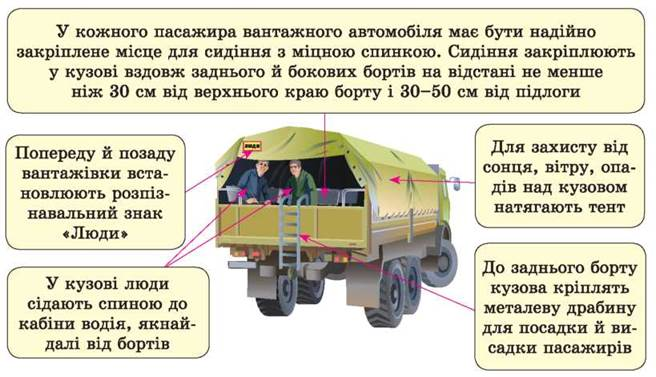 У кожного пасажира вантажного автомобіля має бути надійно
закріплене місце для сидіння з міцною спинкою. Сидіння закріплюють
у кузові вздовж заднього й бокових бортів на відстані не менше
ніж 30 см від верхнього краю борту і 30–50 см від підлоги
Попереду й позаду
вантажівки вста-
новлюють розпіз-
навальний знак
«Люди»
ЛЮДИ
Для захисту від
сонця, вітру, опа-
дів над кузовом
натягають тент
У кузові люди
сідають спиною до
кабіни водія, якнай-
далі від бортів
До заднього борту
кузова кріплять
металеву драбину
для посадки й ви-
садки пасажирів